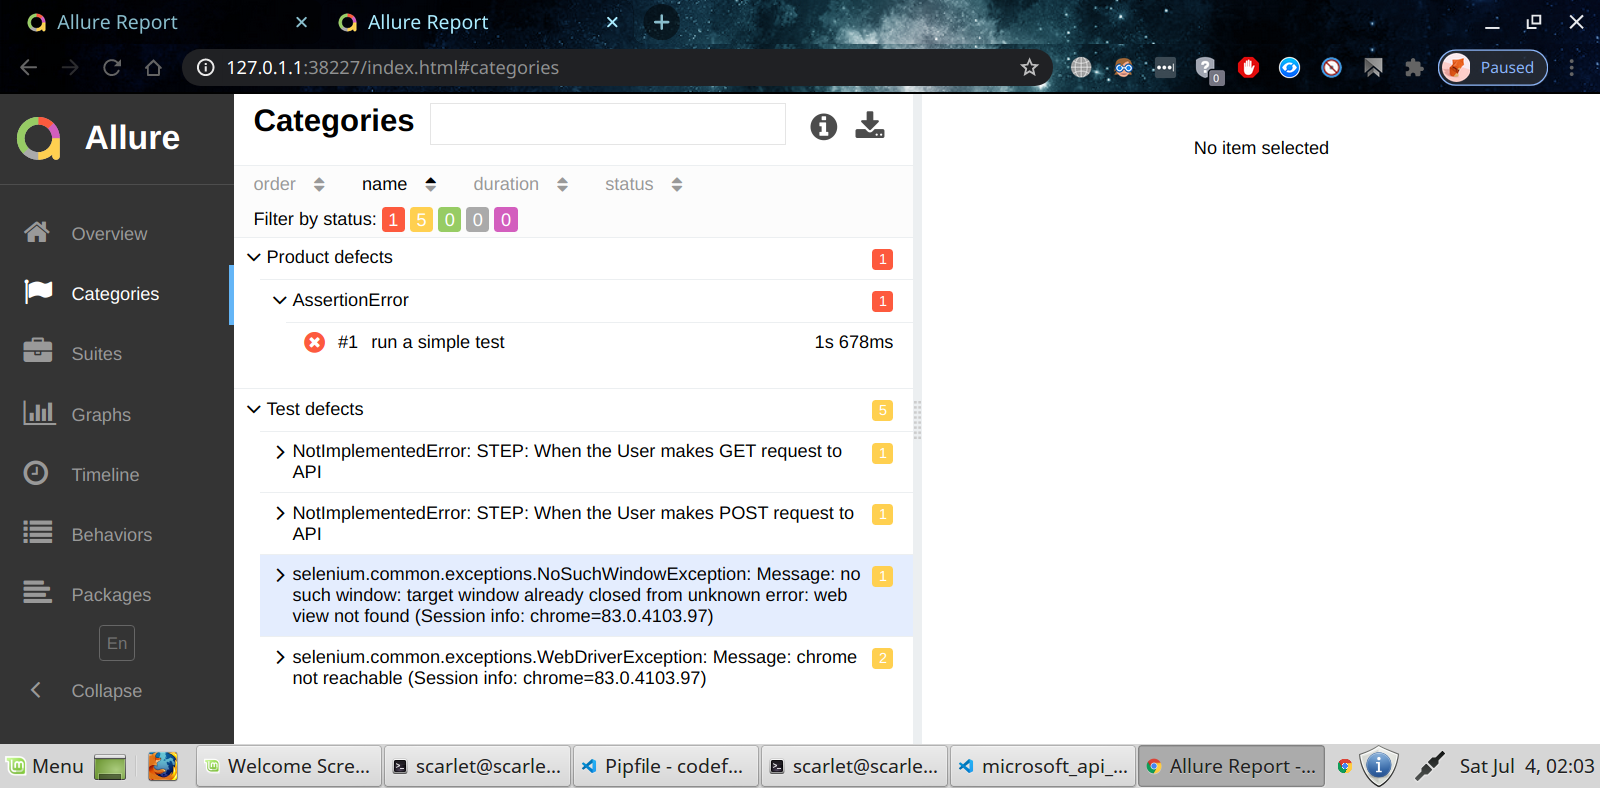 Allure Report
Allure Report
127.0.1.1:38227/index.html#categories
0
Paused
Allure
Overview
Categories
Suites
Graphs
Timeline
Behaviors
Packages
En
Collapse
Categories
order name duration status
Filter by status: 1 5 0 0 0
Product defects 1
AssertionError 1
#1 run a simple test 1s 678ms
Test defects 5
NotImplementedError: STEP: When the User makes GET request to 1
API
NotImplementedError: STEP: When the User makes POST request to 1
API
selenium.common.exceptions.NoSuchWindowException: Message: no 1
such window: target window already closed from unknown error: web
view not found (Session info: chrome=83.0.4103.97)
selenium.common.exceptions.WebDriverException: Message: chrome 2
not reachable (Session info: chrome=83.0.4103.97)
No item selected
Menu
Welcome Scre...
scarlet@scarle...
Pipfile - codef...
scarlet@scarle...
microsoft_api_...
Allure Report -...
Sat Jul 4, 02:03